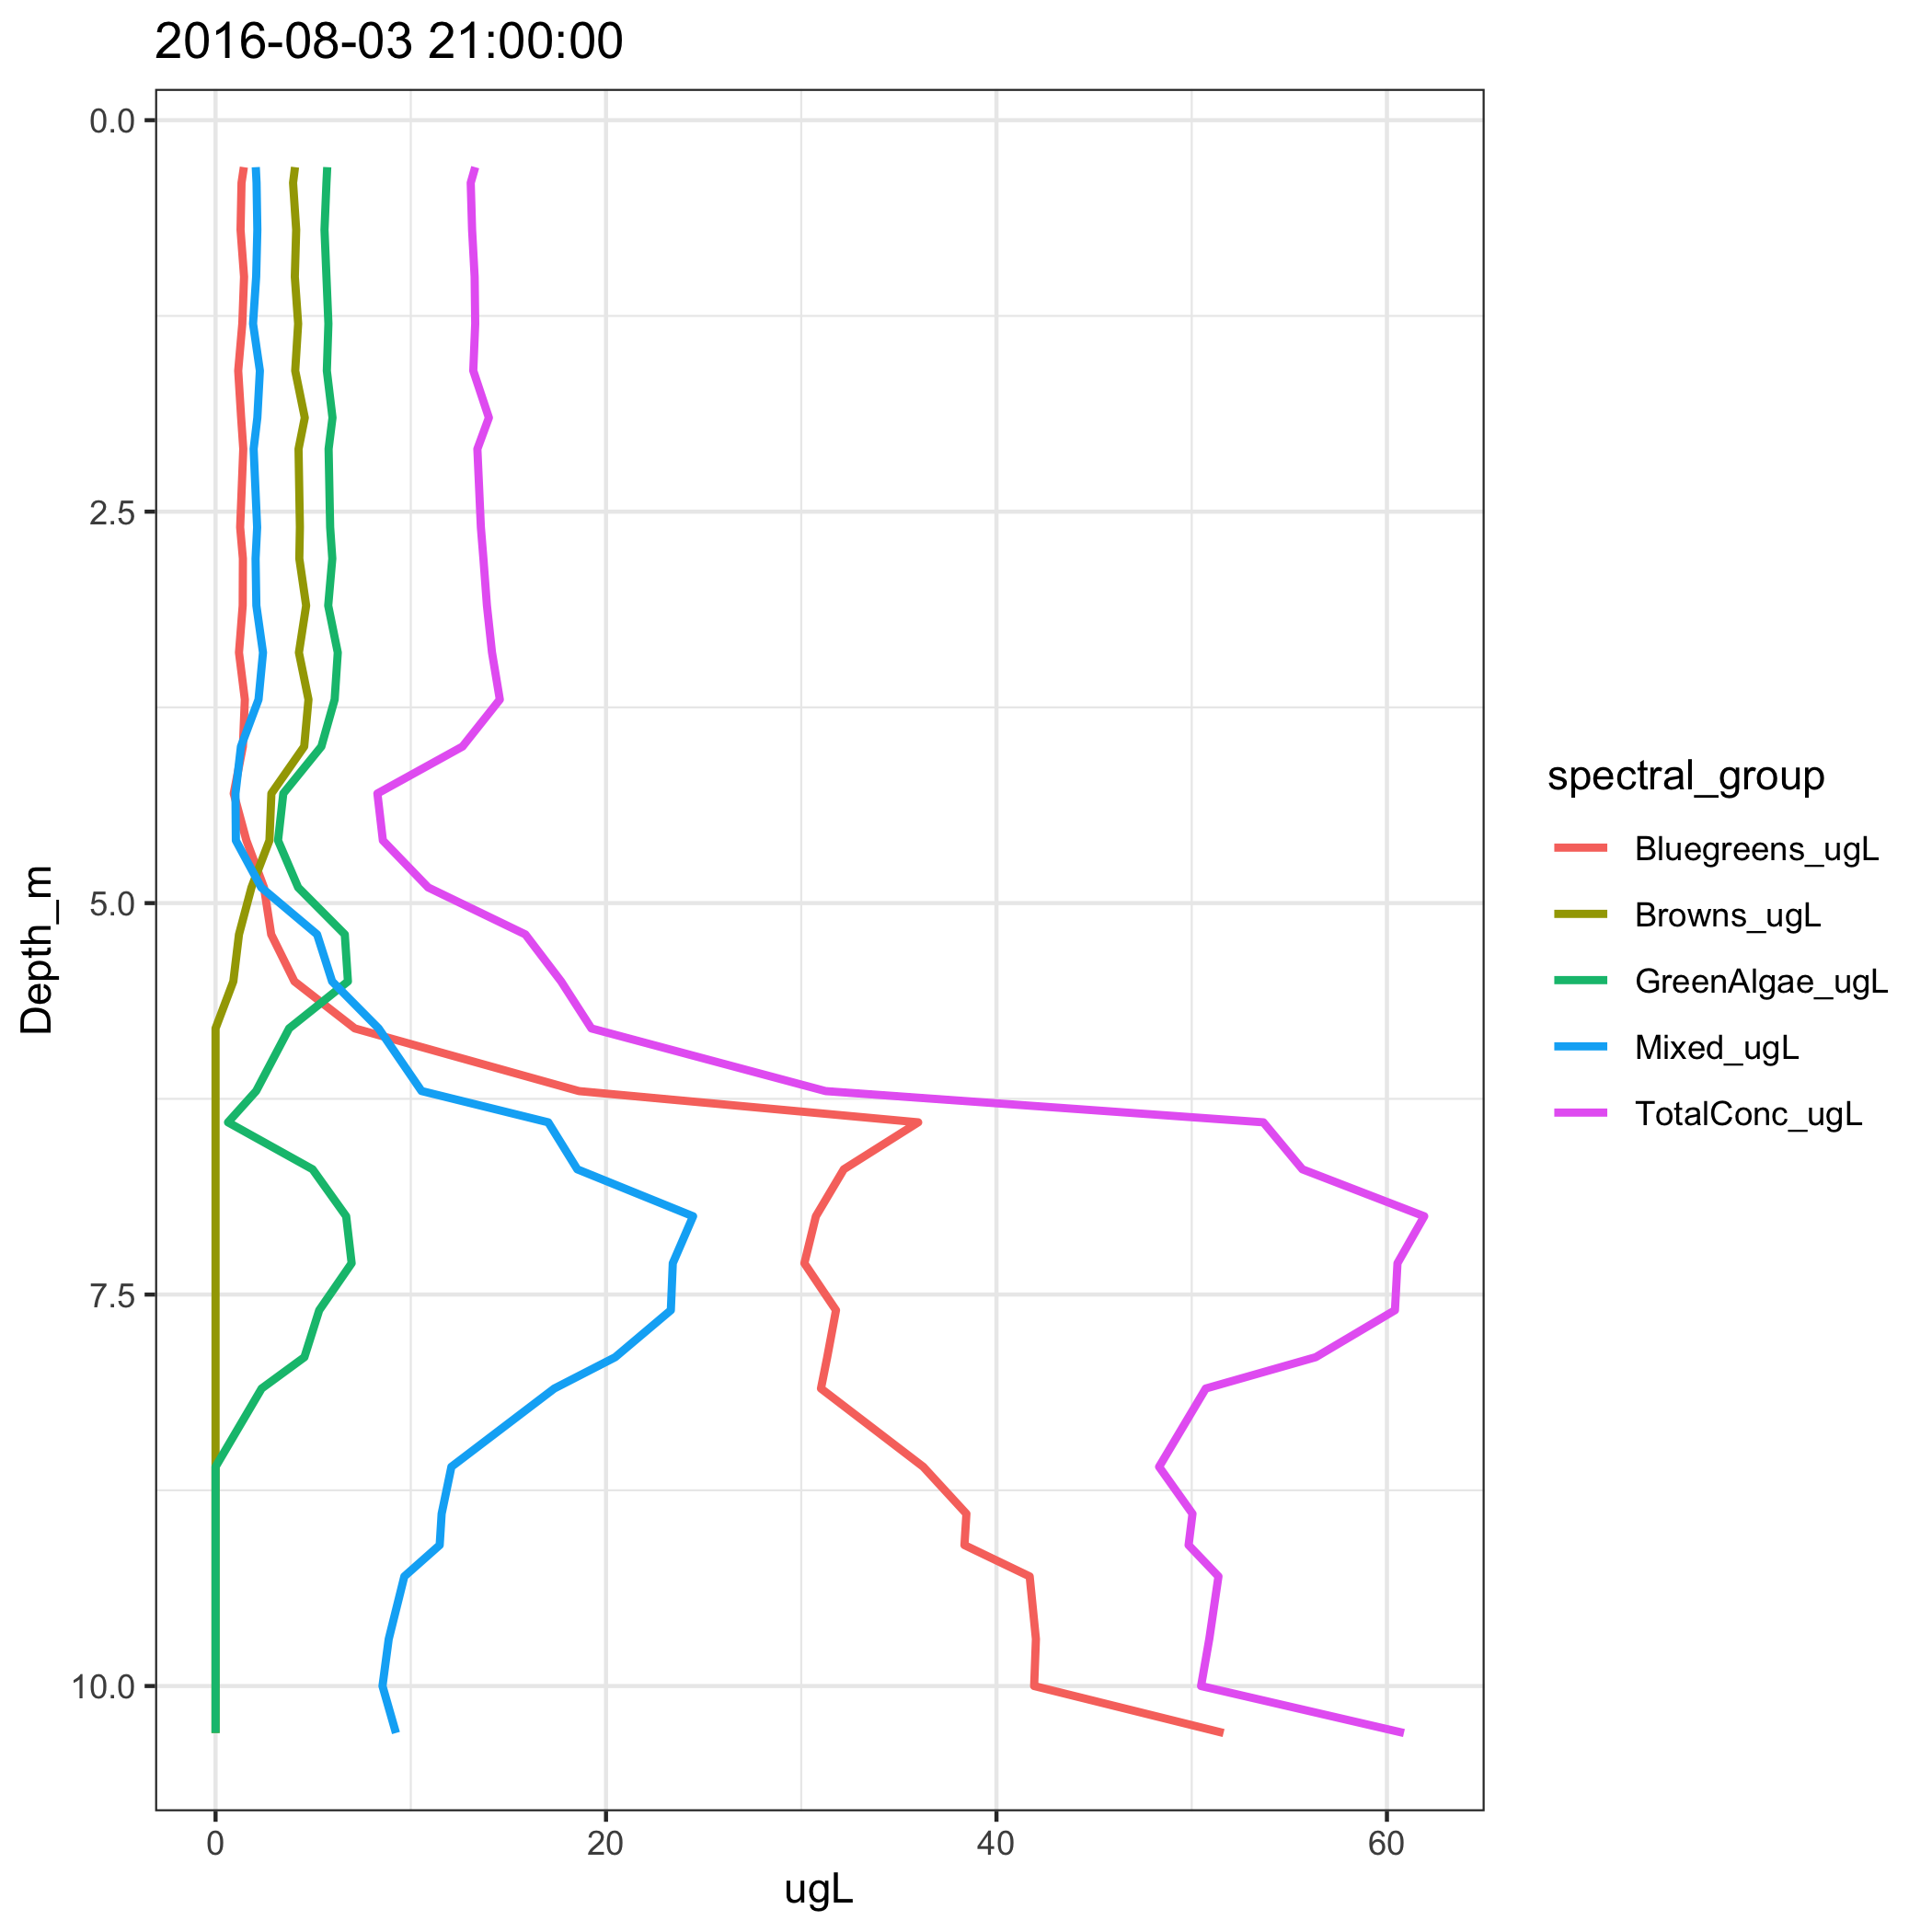 2016-08-03 21:00:00
0.0
2.5
5.0
7.5
10.0
Depth_m
0 20 40 60
ugL
spectral_group
Bluegreens_ugL
Browns_ugL
GreenAlgae_ugL
Mixed_ugL
TotalConc_ugL